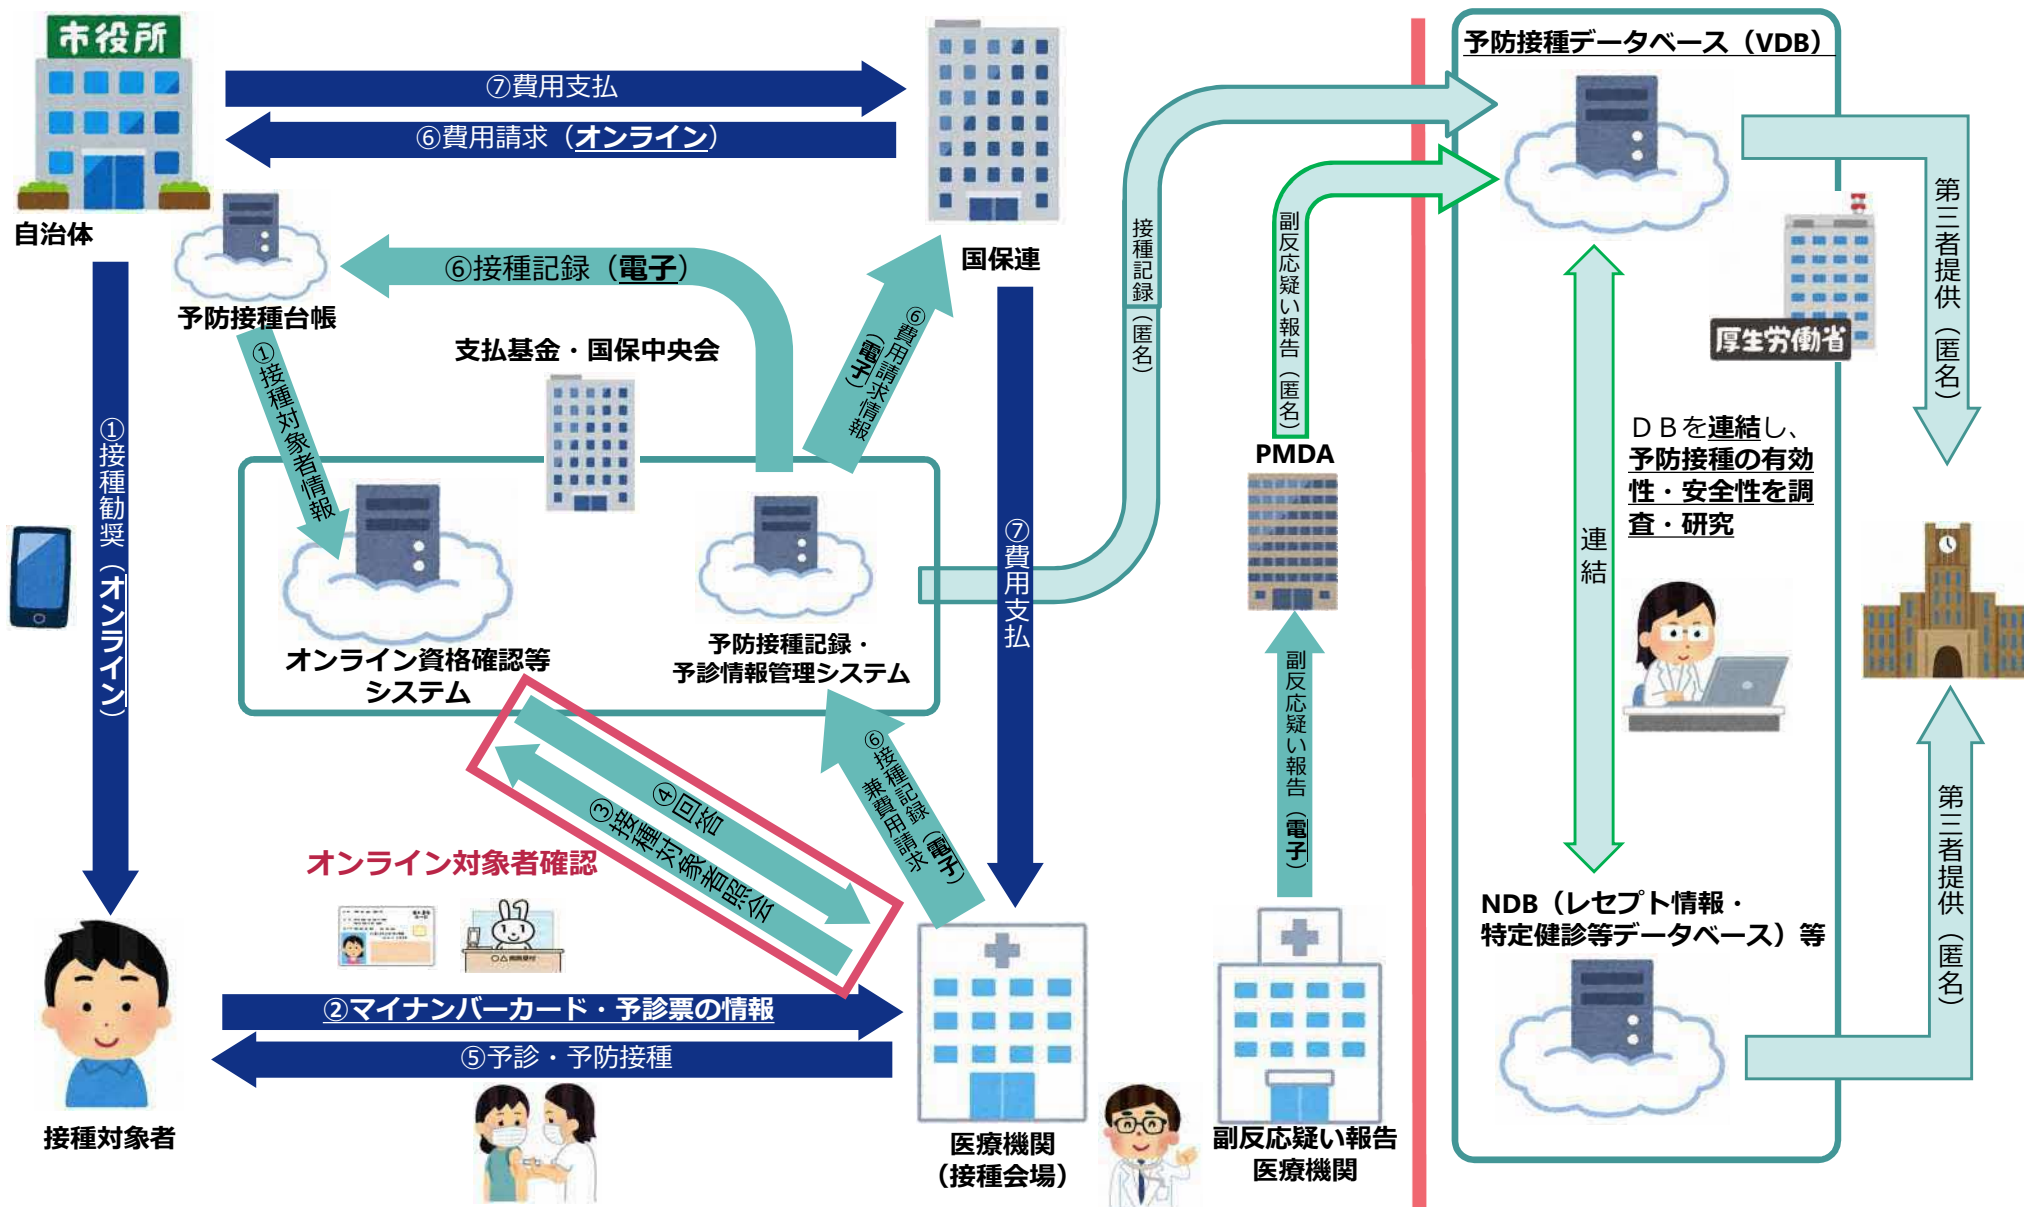 市役所
自治体
⑦費用支払
⑥費用請求（オンライン）
国保連
予防接種台帳
⑥接種記録（電子）
⑥費用請求情報
（電子）
①接種対象者情報
支払基金・国保中央会
①接種勧奨（オンライン）
オンライン資格確認等
システム
予防接種記録・
予診情報管理システム
⑦費用支払
④回答
③接種対象者照会
⑥接種記録（電子）
兼費用請求
オンライン対象者確認
〇△病院受付
②マイナンバーカード・予診票の情報
⑤予診・予防接種
接種対象者
医療機関
（接種会場）
接種記録（匿名）
副反応疑い報告（匿名）
PMDA
副反応疑い報告（電子）
副反応疑い報告
医療機関
予防接種データベース（VDB）
厚生労働省
第三者提供（匿名）
ＤＢを連結し、
予防接種の有効
性・安全性を調
査・研究
連結
NDB（レセプト情報・
特定健診等データベース）等
第三者提供（匿名）